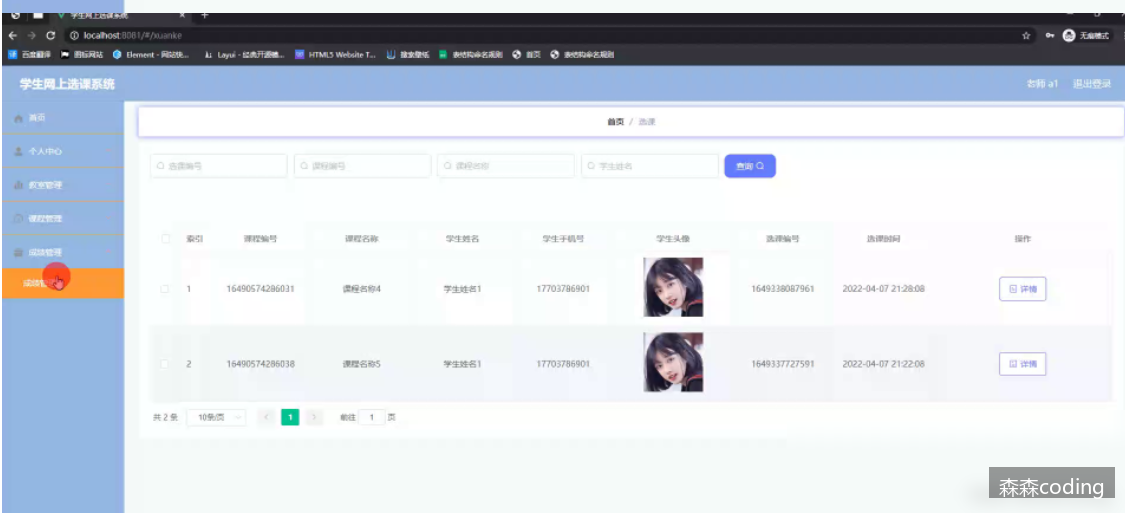 学生网上选课系统
localhost:8081/#/xuanke
无痕模式
百度翻译 图标网站 Element - 网站快... Layui - 经典开源模... HTML5 Website T... 搜索壁纸 表结构命名规则 首页 表结构命名规则
学生网上选课系统 老师 a1 退出登录
首页
个人中心
教室管理
课程管理
成绩管理
首页 / 选课
选课编号 课程编号 课程名称 学生姓名 查询
索引 课程编号 课程名称 学生姓名 学生手机号 学生头像 选课编号 选课时间 操作
1 16490574286031 课程名称4 学生姓名1 17703786901 1649338087961 2022-04-07 21:28:08 详情
2 16490574286038 课程名称5 学生姓名1 17703786901 1649337727591 2022-04-07 21:22:08 详情
共 2 条 10条/页 1 前往 1 页
森森coding